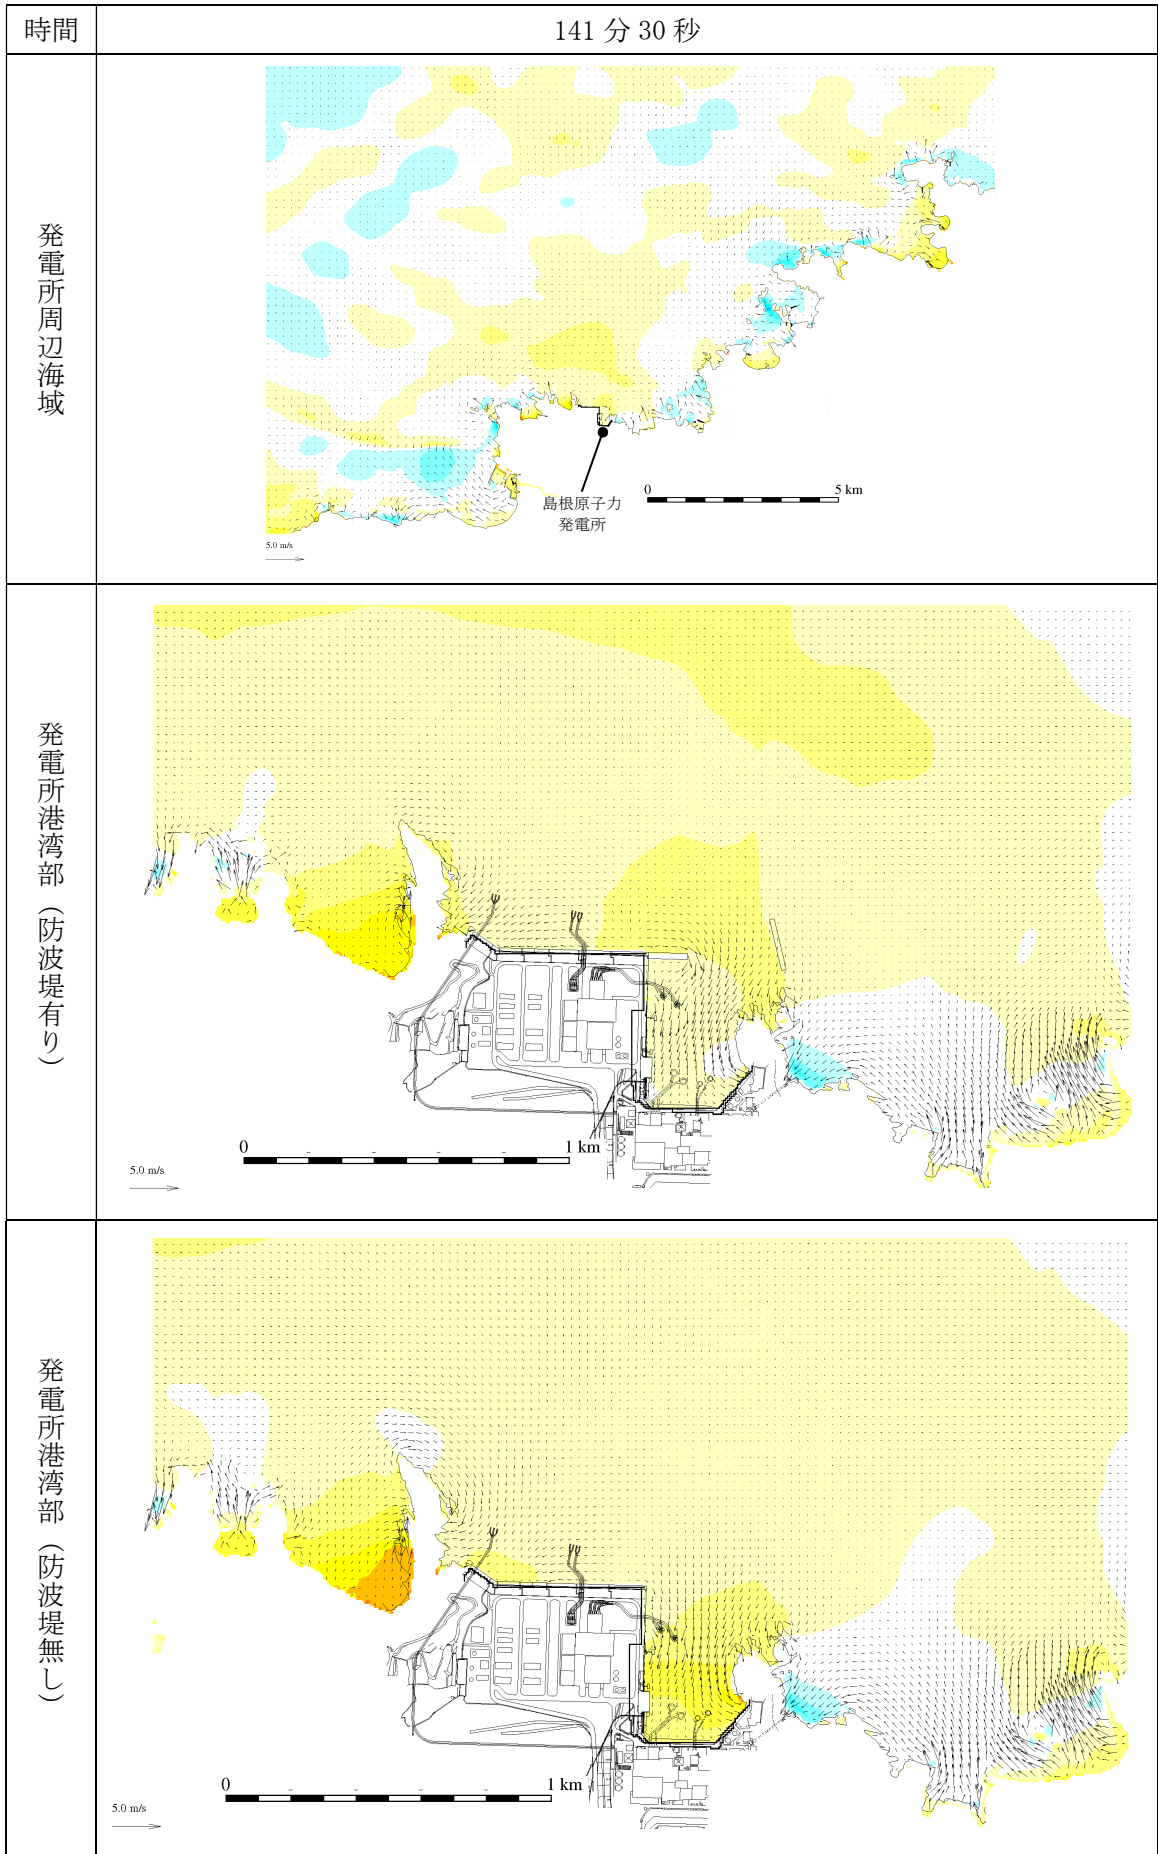 時間
141 分 30 秒
発電所周辺海域
島根原子力
発電所
0 5 km
5.0 m/s
発電所港湾部（防波堤有り）
0 1 km
5.0 m/s
発電所港湾部（防波堤無し）
0 1 km
5.0 m/s